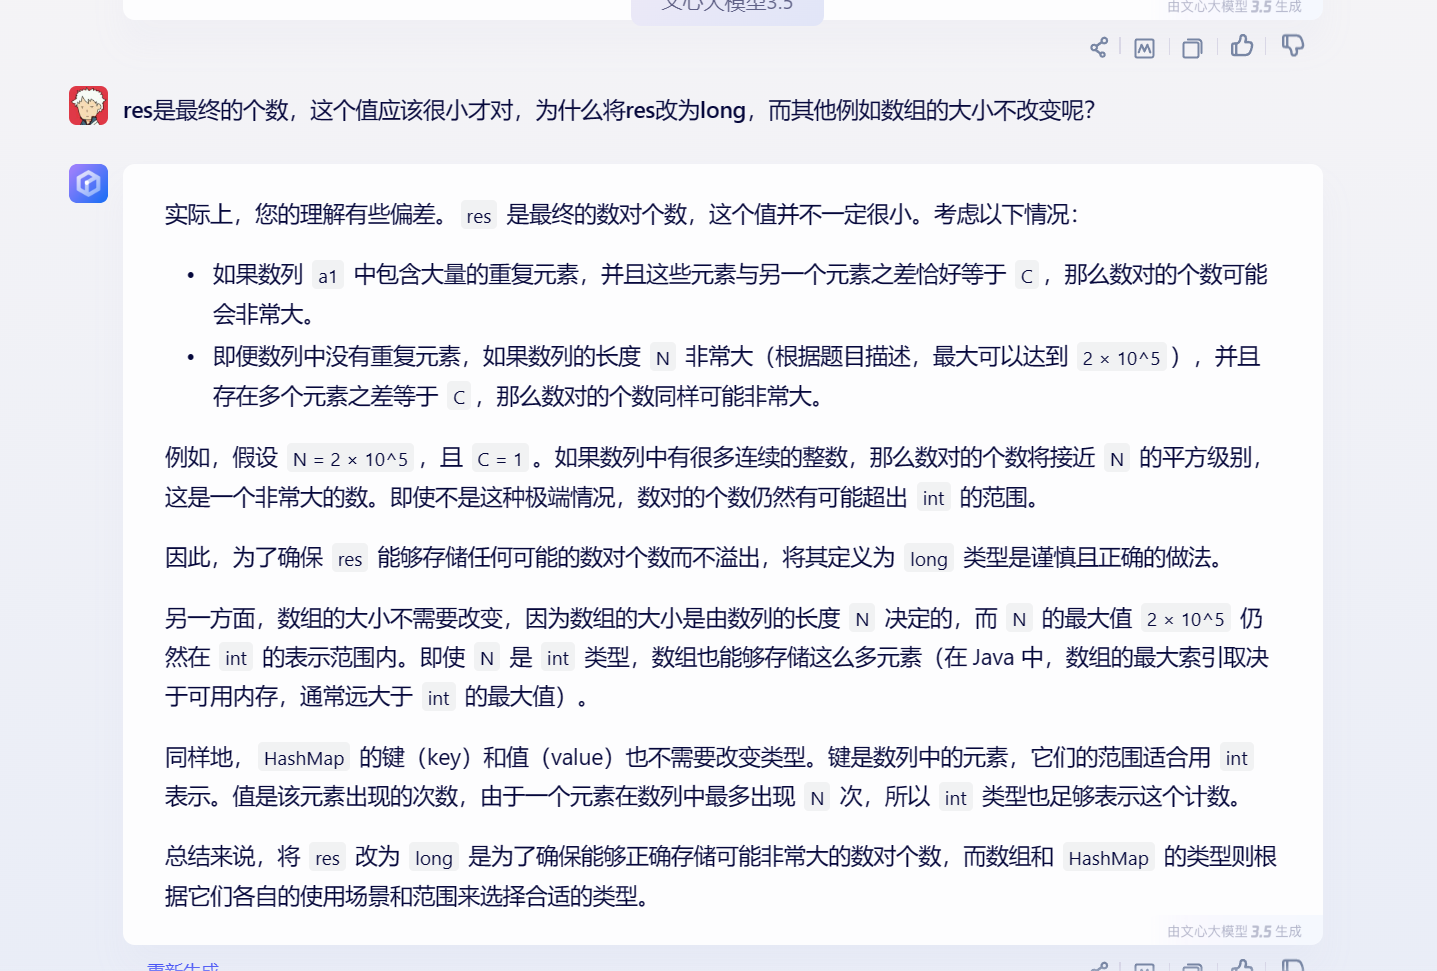 文心大模型3.5
由文心大模型 3.5 生成
res是最终的个数，这个值应该很小才对，为什么将res改为long，而其他例如数组的大小不改变呢？
实际上，您的理解有些偏差。 res 是最终的数对个数，这个值并不一定很小。考虑以下情况：
• 如果数列 a1 中包含大量的重复元素，并且这些元素与另一个元素之差恰好等于 C ，那么数对的个数可能
会非常大。
• 即便数列中没有重复元素，如果数列的长度 N 非常大（根据题目描述，最大可以达到 2 × 10^5 ），并且
存在多个元素之差等于 C ，那么数对的个数同样可能非常大。
例如，假设 N = 2 × 10^5 ，且 C = 1 。如果数列中有很多连续的整数，那么数对的个数将接近 N 的平方级别，
这是一个非常大的数。即使不是这种极端情况，数对的个数仍然有可能超出 int 的范围。
因此，为了确保 res 能够存储任何可能的数对个数而不溢出，将其定义为 long 类型是谨慎且正确的做法。
另一方面，数组的大小不需要改变，因为数组的大小是由数列的长度 N 决定的，而 N 的最大值 2 × 10^5 仍
然在 int 的表示范围内。即使 N 是 int 类型，数组也能够存储这么多元素（在 Java 中，数组的最大索引取决
于可用内存，通常远大于 int 的最大值）。
同样地， HashMap 的键（key）和值（value）也不需要改变类型。键是数列中的元素，它们的范围适合用 int
表示。值是该元素出现的次数，由于一个元素在数列中最多出现 N 次，所以 int 类型也足够表示这个计数。
总结来说，将 res 改为 long 是为了确保能够正确存储可能非常大的数对个数，而数组和 HashMap 的类型则根
据它们各自的使用场景和范围来选择合适的类型。
由文心大模型 3.5 生成
重新生成